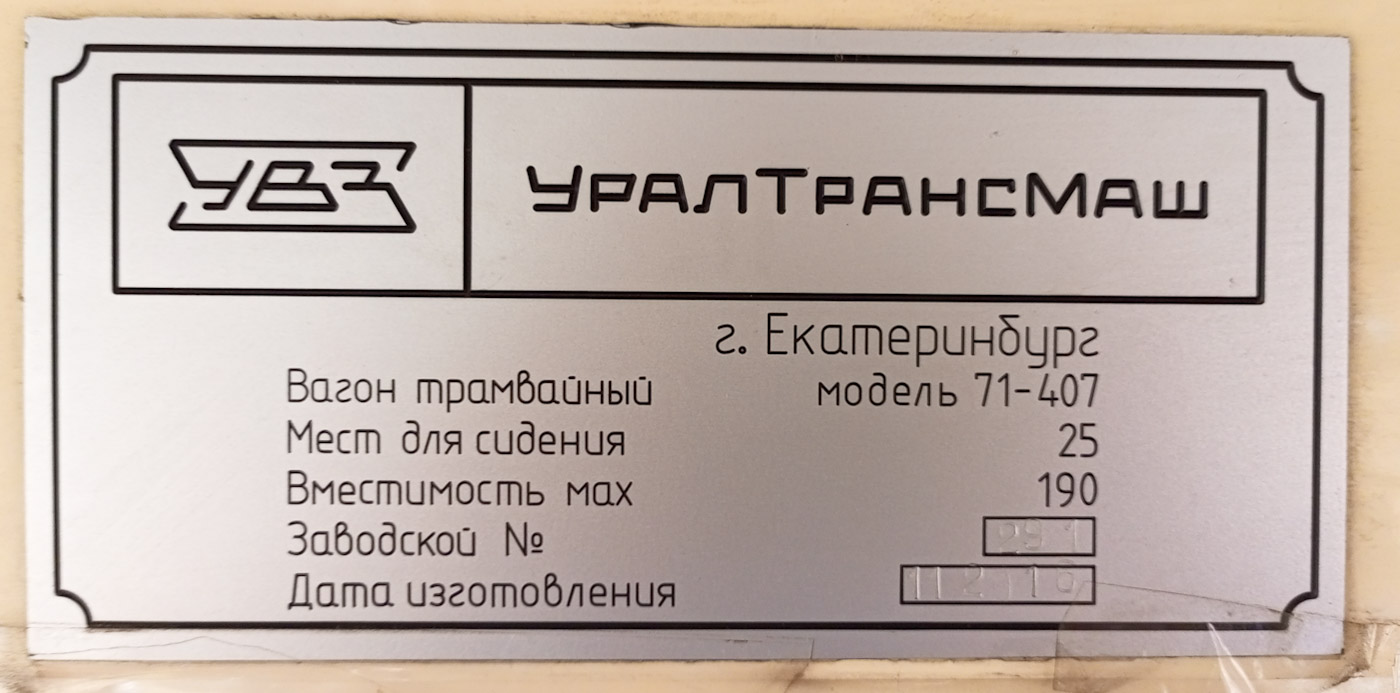 УВЗ
УРАЛТРАНСМАШ
г. Екатеринбург
Вагон трамвайный модель 71-407
Мест для сидения 25
Вместимость мах 190
Заводской №
Дата изготовления